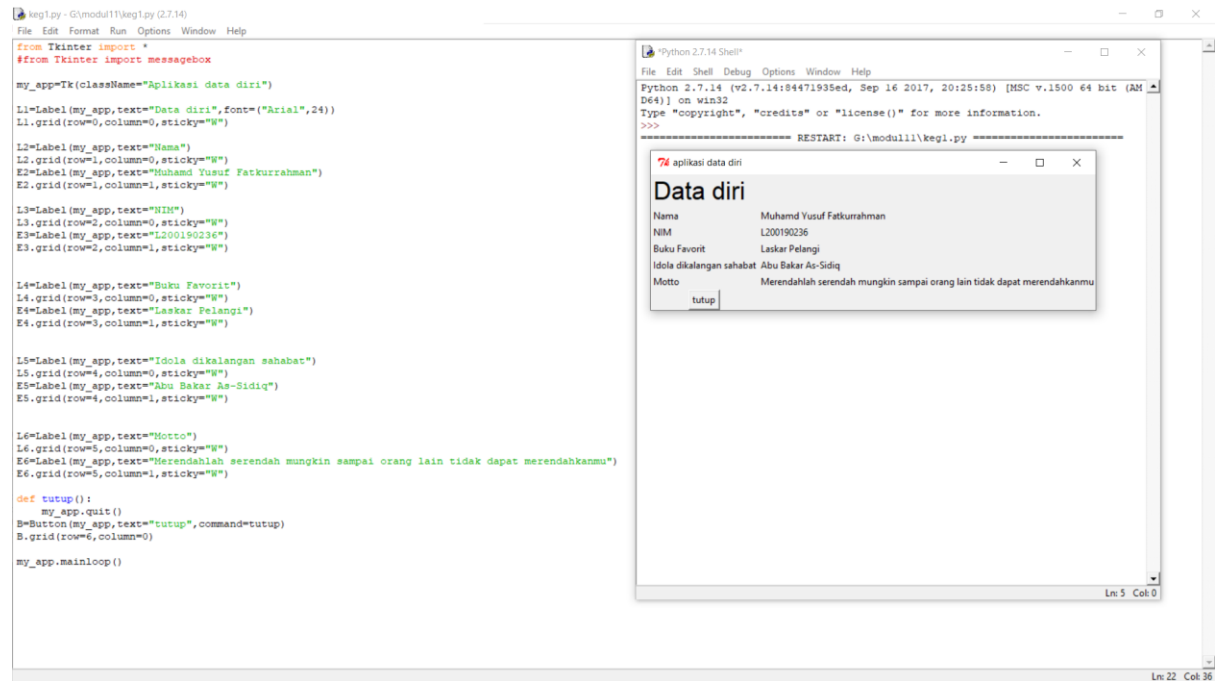 keg1.py - G:\modul11\keg1.py (2.7.14)
File Edit Format Run Options Window Help
from Tkinter import *
#from Tkinter import messagebox
my_app=Tk(className="Aplikasi data diri")
L1=Label(my_app,text="Data diri",font=("Arial",24))
L1.grid(row=0,column=0,sticky="W")
L2=Label(my_app,text="Nama")
L2.grid(row=1,column=0,sticky="W")
E2=Label(my_app,text="Muhamd Yusuf Fatkurrahman")
E2.grid(row=1,column=1,sticky="W")
L3=Label(my_app,text="NIM")
L3.grid(row=2,column=0,sticky="W")
E3=Label(my_app,text="L200190236")
E3.grid(row=2,column=1,sticky="W")
L4=Label(my_app,text="Buku Favorit")
L4.grid(row=3,column=0,sticky="W")
E4=Label(my_app,text="Laskar Pelangi")
E4.grid(row=3,column=1,sticky="W")
L5=Label(my_app,text="Idola dikalangan sahabat")
L5.grid(row=4,column=0,sticky="W")
E5=Label(my_app,text="Abu Bakar As-Sidiq")
E5.grid(row=4,column=1,sticky="W")
L6=Label(my_app,text="Motto")
L6.grid(row=5,column=0,sticky="W")
E6=Label(my_app,text="Merendahlah serendah mungkin sampai orang lain tidak dapat merendahkanmu")
E6.grid(row=5,column=1,sticky="W")
def tutup():
    my_app.quit()
B=Button(my_app,text="tutup",command=tutup)
B.grid(row=6,column=0)
my_app.mainloop()
*Python 2.7.14 Shell*
File Edit Shell Debug Options Window Help
Python 2.7.14 (v2.7.14:84471935ed, Sep 16 2017, 20:25:58) [MSC v.1500 64 bit (AM
D64)] on win32
Type "copyright", "credits" or "license()" for more information.
>>>
======================== RESTART: G:\modul11\keg1.py ========================
aplikasi data diri
Data diri
Nama Muhamd Yusuf Fatkurrahman
NIM L200190236
Buku Favorit Laskar Pelangi
Idola dikalangan sahabat Abu Bakar As-Sidiq
Motto Merendahlah serendah mungkin sampai orang lain tidak dapat merendahkanmu
tutup
Ln: 5 Col: 0
Ln: 22 Col: 36